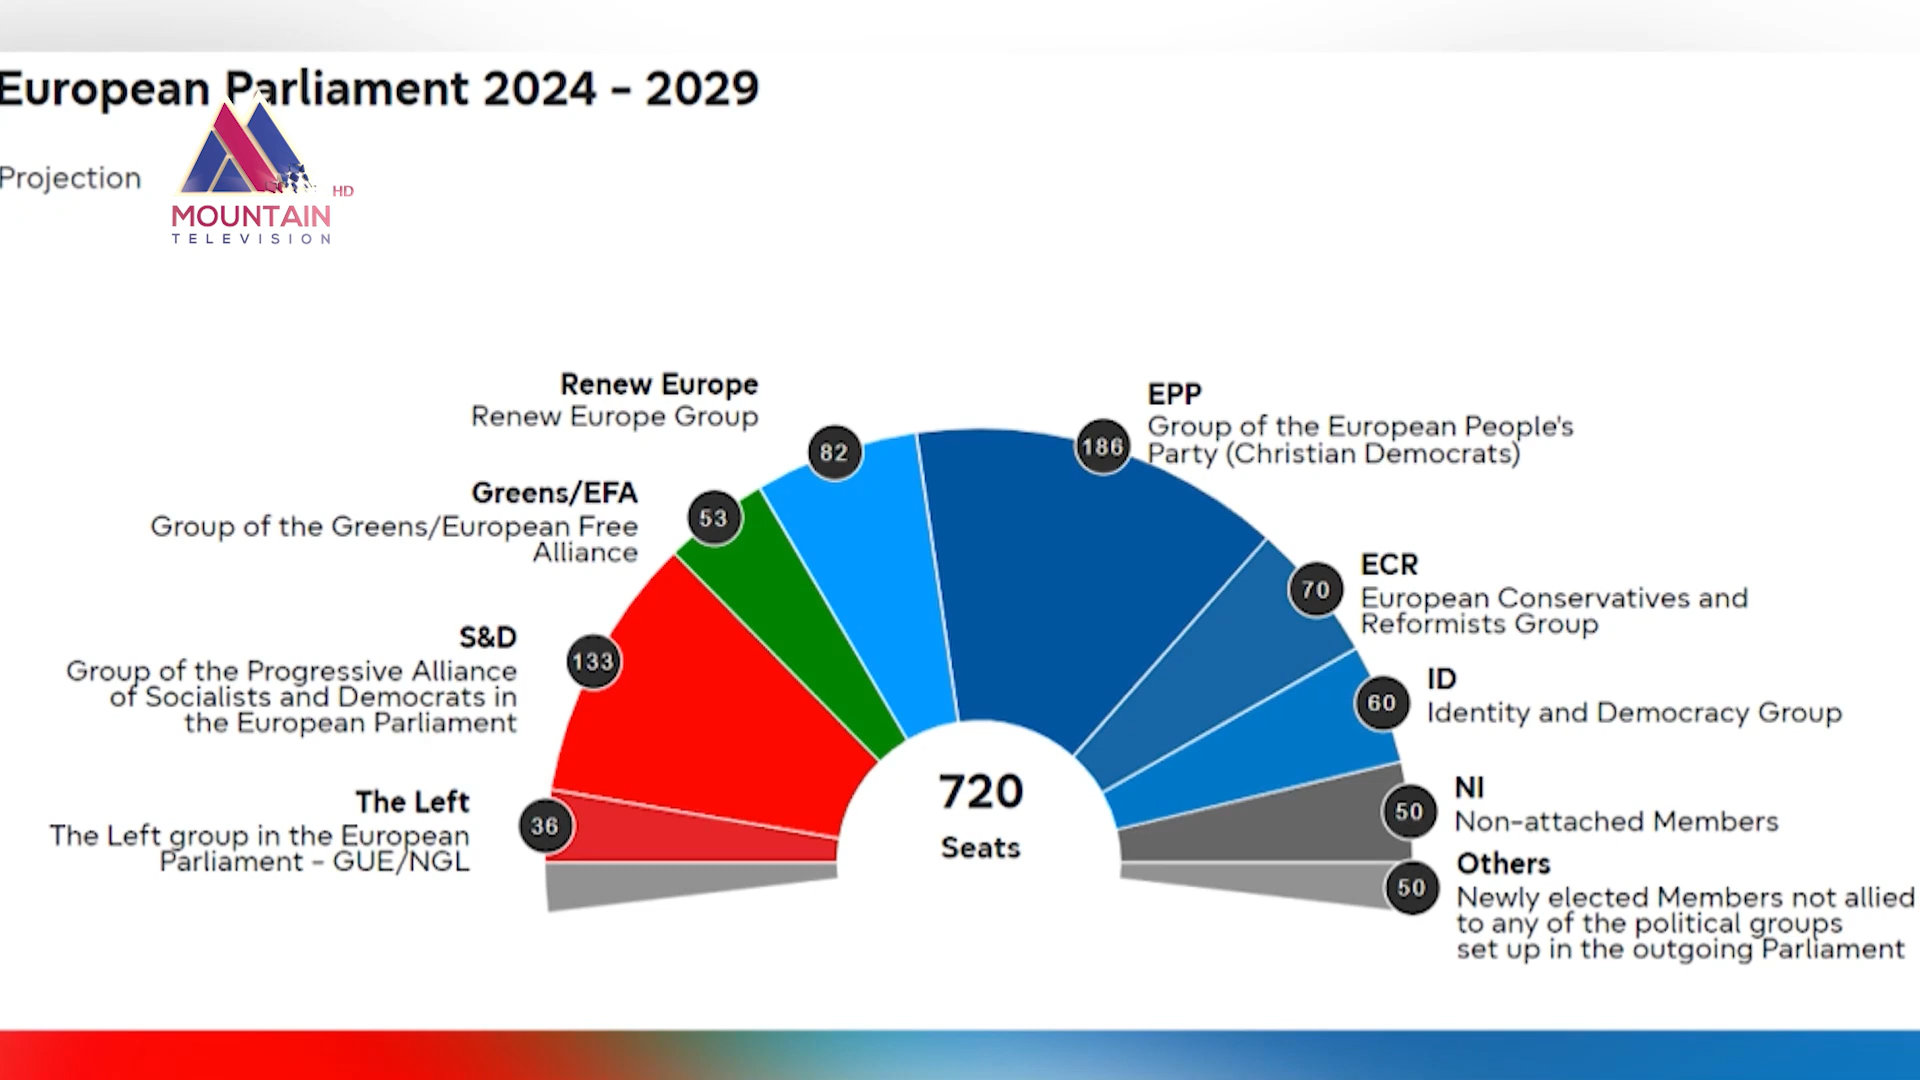 European Parliament 2024 – 2029
Projection
HD
MOUNTAIN
TELEVISION
Renew Europe
Renew Europe Group
82
EPP
Group of the European People's
Party (Christian Democrats)
186
Greens/EFA
Group of the Greens/European Free
Alliance
53
ECR
European Conservatives and
Reformists Group
70
S&D
Group of the Progressive Alliance
of Socialists and Democrats in
the European Parliament
133
ID
Identity and Democracy Group
60
The Left
The Left group in the European
Parliament – GUE/NGL
36
720
Seats
NI
Non-attached Members
50
Others
Newly elected Members not allied
to any of the political groups
set up in the outgoing Parliament
50